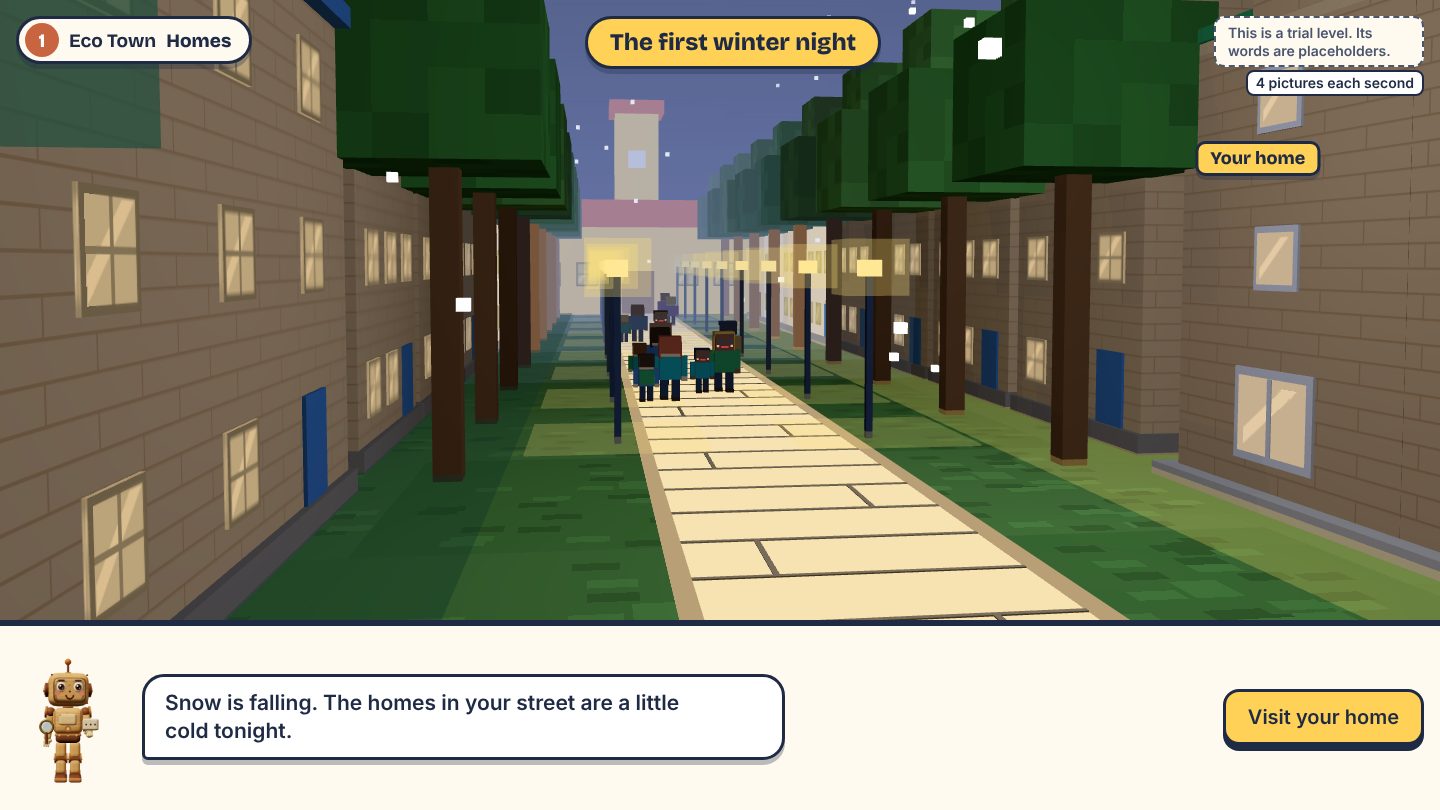 1 Eco Town Homes
The first winter night
This is a trial level. Its
words are placeholders.
4 pictures each second
Your home
Snow is falling. The homes in your street are a little
cold tonight.
Visit your home